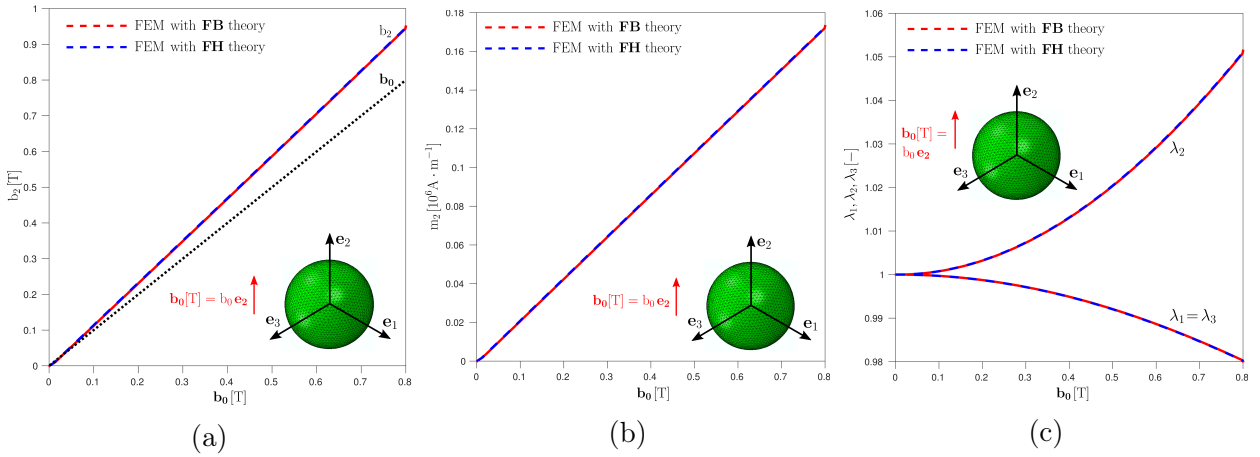 FEM with FB theory
FEM with FH theory
b₂
b₀
1
0.9
0.8
0.7
0.6
0.5
0.4
0.3
0.2
0.1
0
b₂ [T]
e₂
b₀[T] = b₀ e₂
e₃
e₁
0
0.1
0.2
0.3
0.4
0.5
0.6
0.7
0.8
b₀ [T]
(a)
FEM with FB theory
FEM with FH theory
0.18
0.16
0.14
0.12
0.1
0.08
0.06
0.04
0.02
0
m₂ [10⁶A · m⁻¹]
e₂
b₀[T] = b₀ e₂
e₃
e₁
0
0.1
0.2
0.3
0.4
0.5
0.6
0.7
0.8
b₀ [T]
(b)
FEM with FB theory
FEM with FH theory
1.06
1.05
1.04
1.03
1.02
1.01
1
0.99
0.98
λ₁, λ₂, λ₃ [−]
e₂
b₀[T] =
b₀ e₂
e₃
e₁
λ₂
λ₁=λ₃
0
0.1
0.2
0.3
0.4
0.5
0.6
0.7
0.8
b₀ [T]
(c)